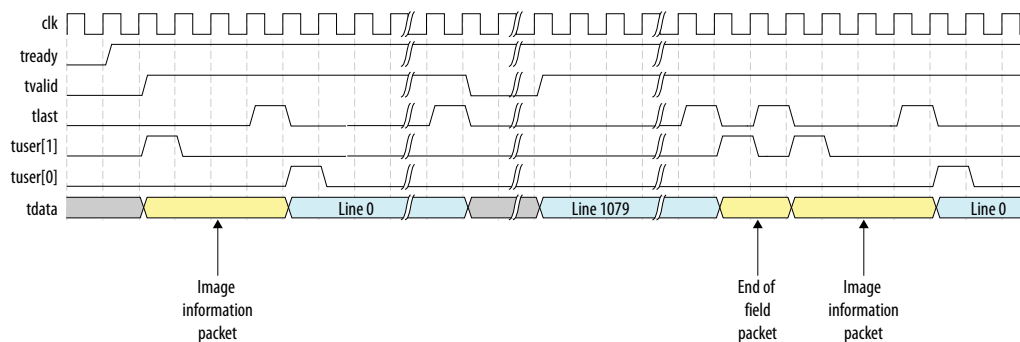 clk
tready
tvalid
tlast
tuser[1]
tuser[0]
tdata
Line 0
Line 1079
Line 0
Image
information
packet
End of
field
packet
Image
information
packet